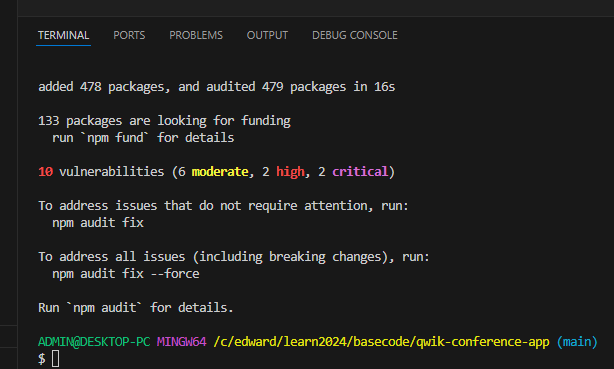 TERMINAL PORTS PROBLEMS OUTPUT DEBUG CONSOLE
added 478 packages, and audited 479 packages in 16s
133 packages are looking for funding
run `npm fund` for details
10 vulnerabilities (6 moderate, 2 high, 2 critical)
To address issues that do not require attention, run:
npm audit fix
To address all issues (including breaking changes), run:
npm audit fix --force
Run `npm audit` for details.
ADMIN@DESKTOP-PC MINGW64 /c/edward/learn2024/basecode/qwik-conference-app (main)
$